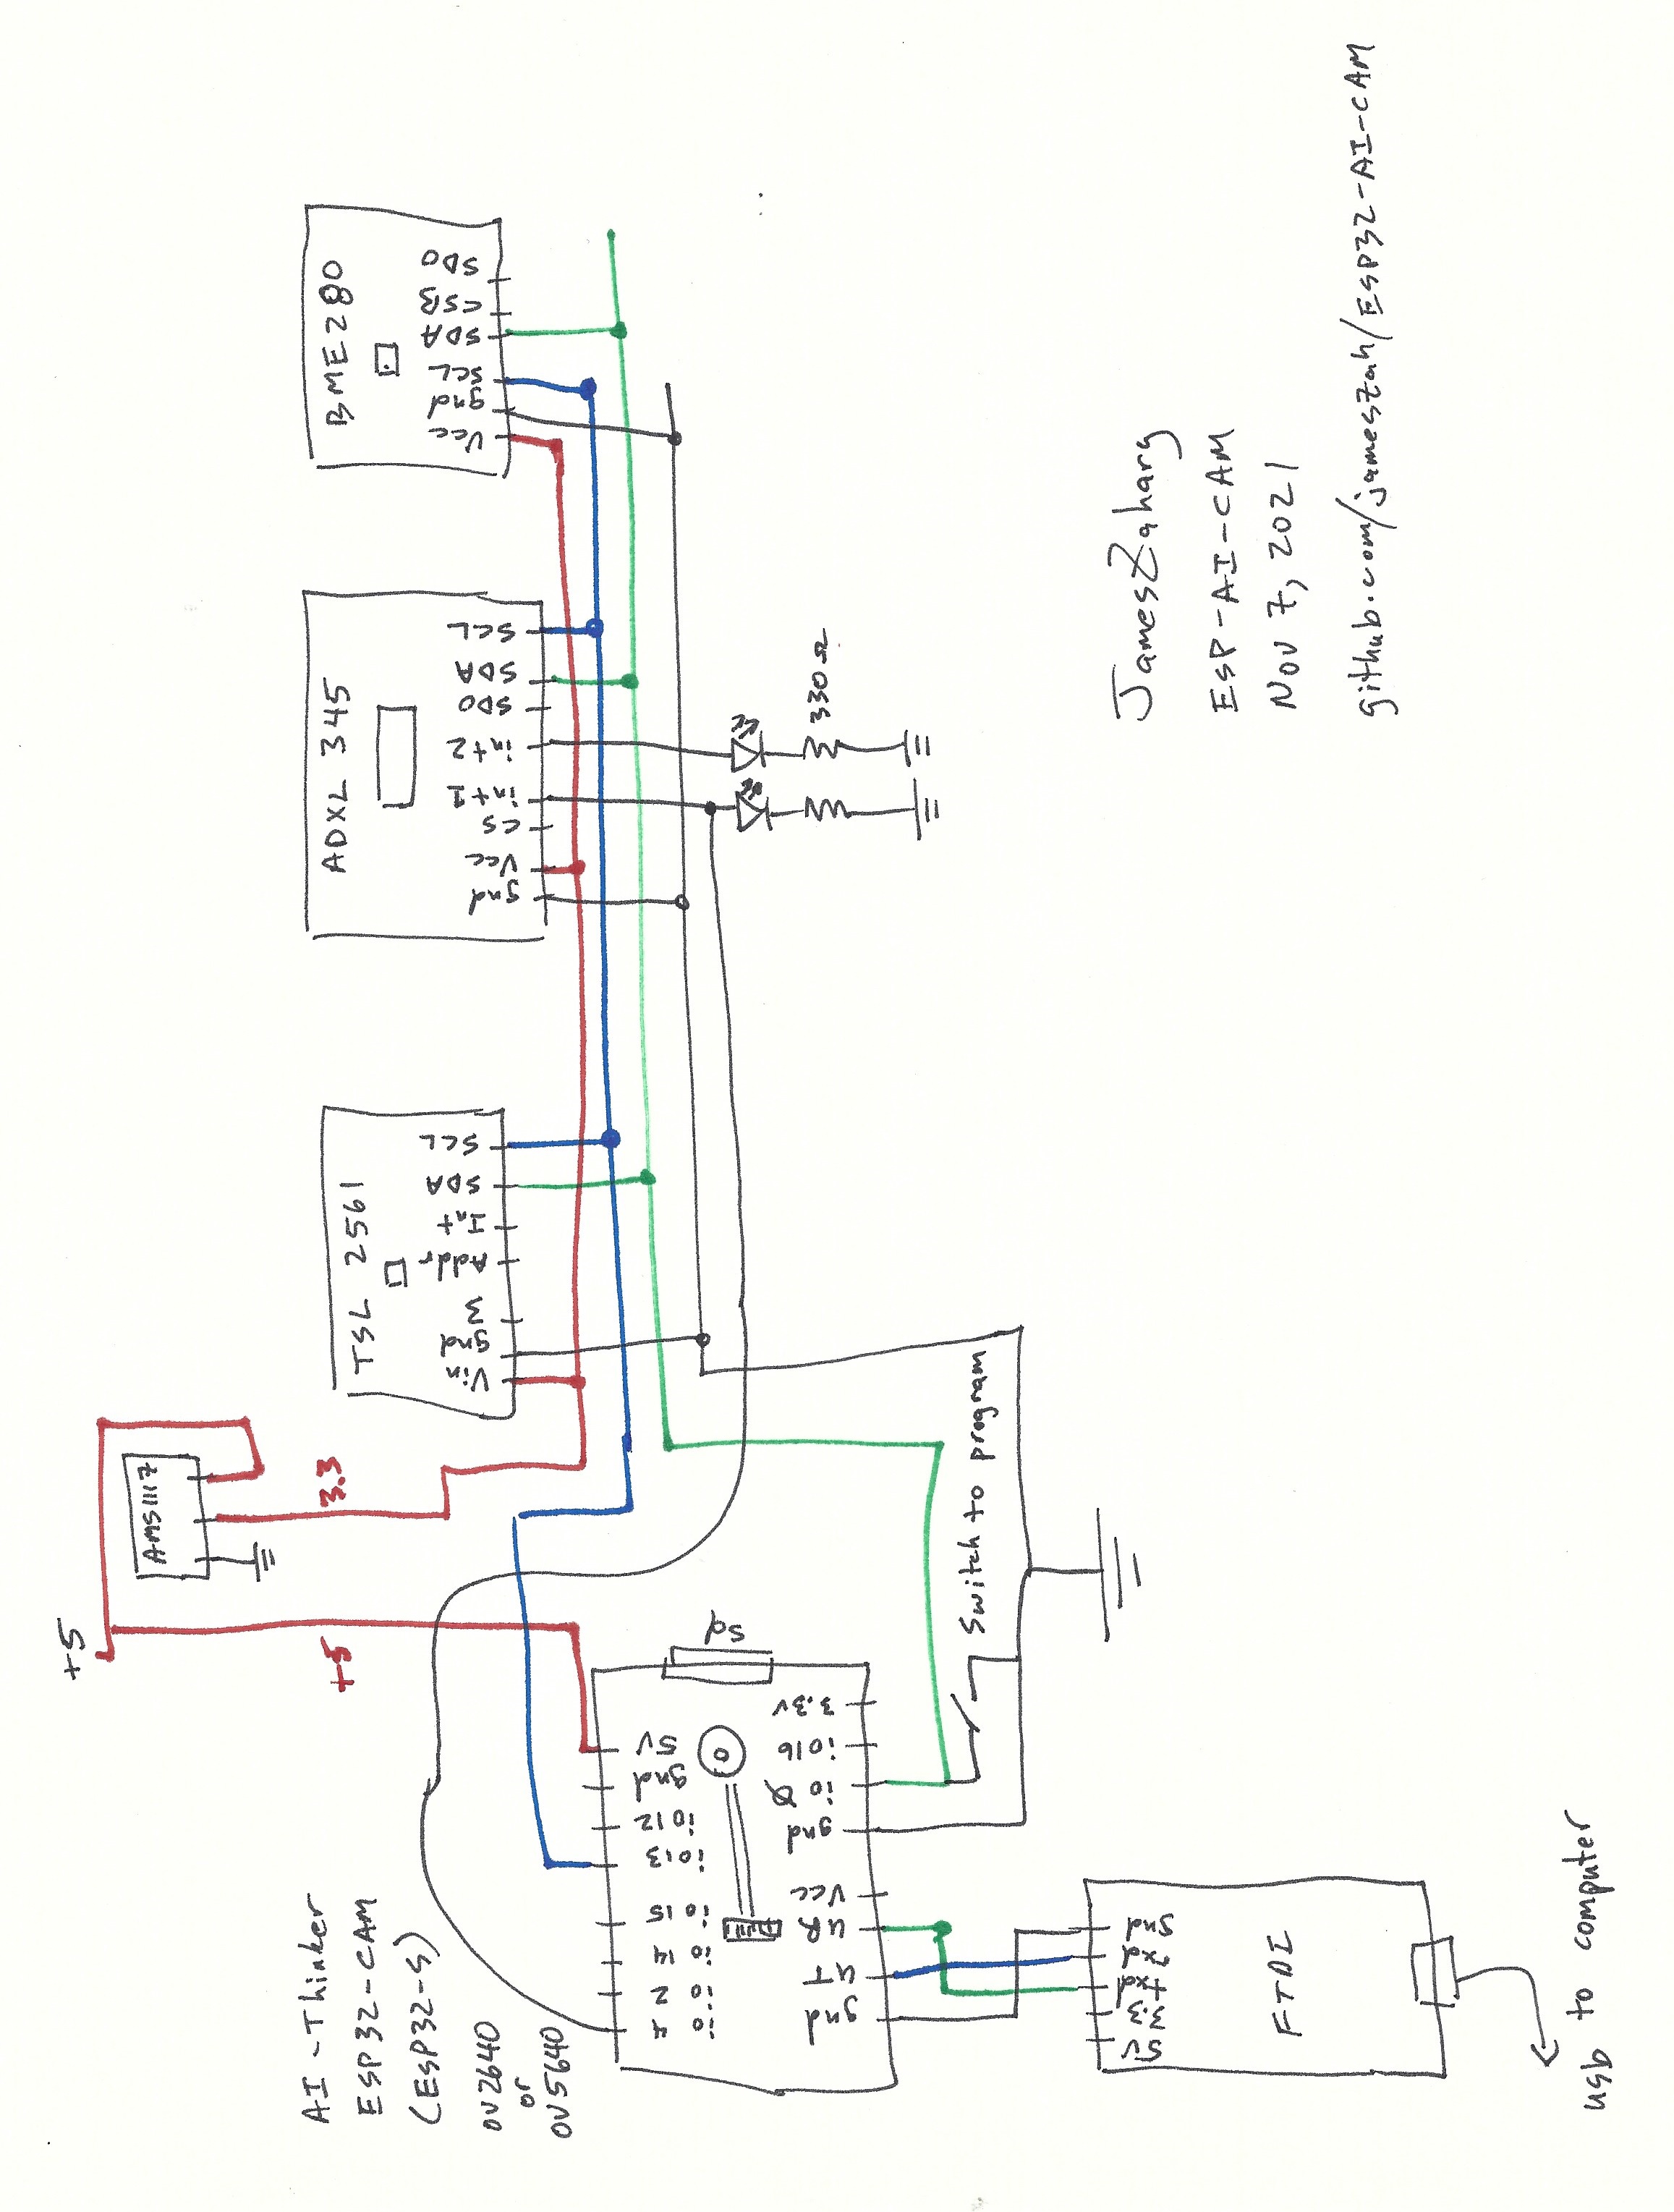 +5
AMS1117
+5
3.3
AI-Thinker
ESP32-CAM
(ESP32-S)
OV2640
or
OV5640
TSL 2561
Vin
gnd
3
Addr
Int
SDA
SCL
ADXL 345
gnd
Vcc
CS
int1
int2
SDO
SDA
SCL
BME280
Vcc
gnd
SCL
SDA
CSB
SDO
io 4
io 2
io 14
io 15
io13
io12
gnd
5V
sd
gnd
UT
UR
Vcc
gnd
io 0
io16
3.3V
330Ω
Switch to program
5V
3.3
txd
rxd
gnd
FTDI
usb to computer
JamesZaharg
ESP-AI-CAM
Nov 7, 2021
github.com/jameszah/ESP32-AI-CAM